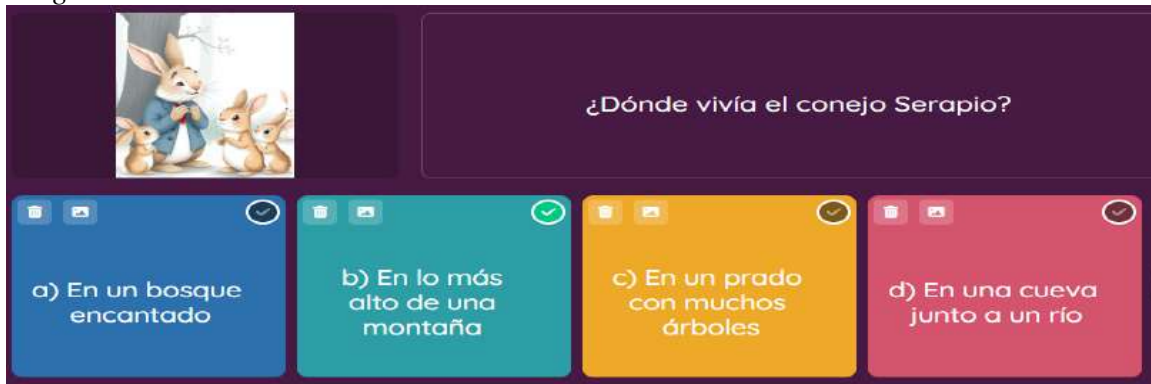 ¿Dónde vivía el conejo Serapio?
a) En un bosque
encantado
b) En lo más
alto de una
montaña
c) En un prado
con muchos
árboles
d) En una cueva
junto a un río